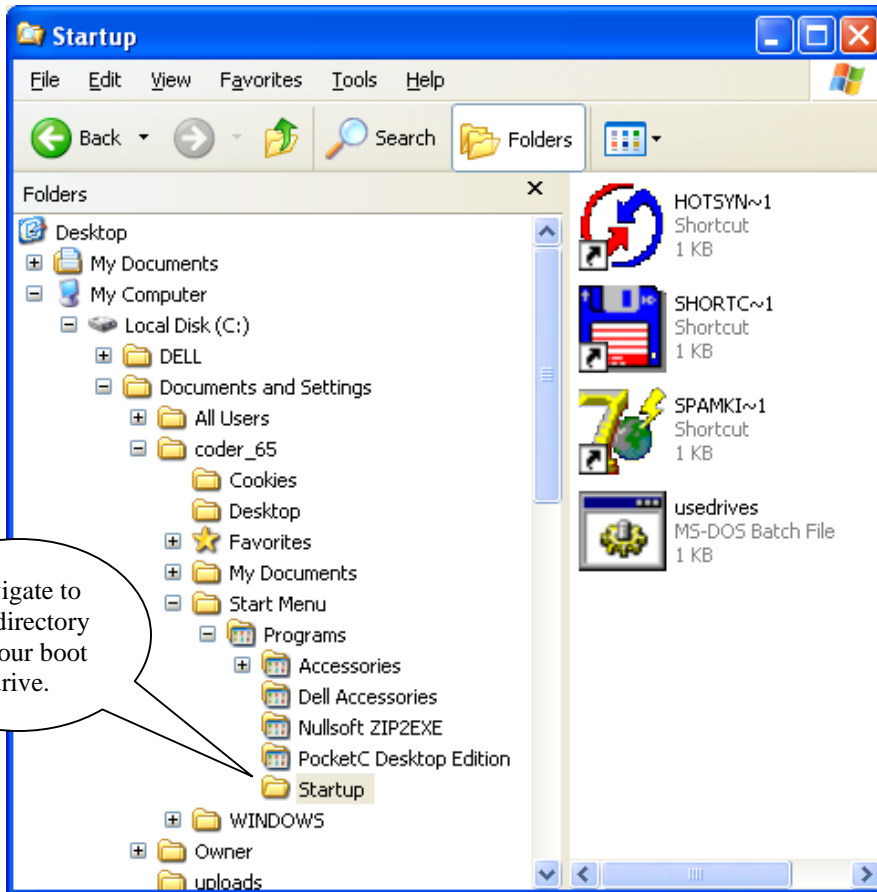 Startup
File Edit View Favorites Tools Help
Back Search Folders
Folders
Desktop
My Documents
My Computer
Local Disk (C:)
DELL
Documents and Settings
All Users
coder_65
Cookies
Desktop
Favorites
My Documents
Start Menu
Programs
Accessories
Dell Accessories
Nullsoft ZIP2EXE
PocketC Desktop Edition
Startup
WINDOWS
Owner
uploads
to
directory
boot
HOTSYN~1
Shortcut
1 KB
SHORTC~1
Shortcut
1 KB
SPAMKI~1
Shortcut
1 KB
usedrives
MS-DOS Batch File
1 KB